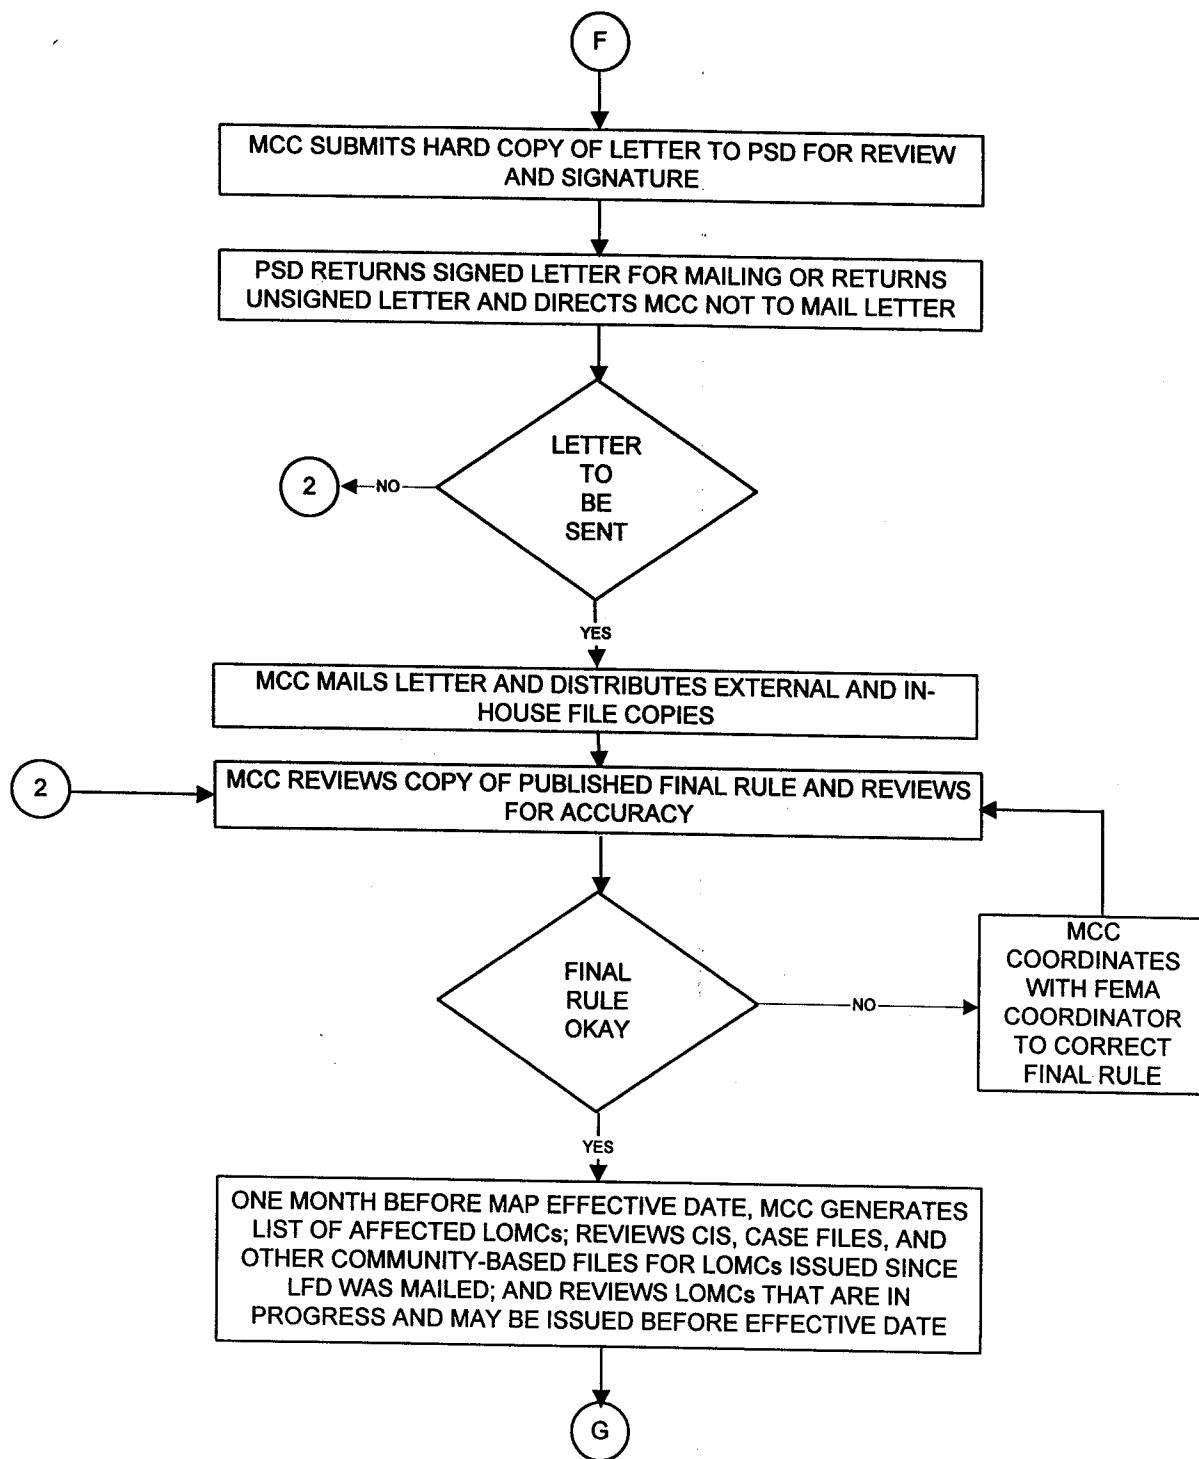 F
MCC SUBMITS HARD COPY OF LETTER TO PSD FOR REVIEW
AND SIGNATURE
PSD RETURNS SIGNED LETTER FOR MAILING OR RETURNS
UNSIGNED LETTER AND DIRECTS MCC NOT TO MAIL LETTER
LETTER
TO
BE
SENT
NO
2
YES
MCC MAILS LETTER AND DISTRIBUTES EXTERNAL AND IN-
HOUSE FILE COPIES
2
MCC REVIEWS COPY OF PUBLISHED FINAL RULE AND REVIEWS
FOR ACCURACY
FINAL
RULE
OKAY
NO
MCC
COORDINATES
WITH FEMA
COORDINATOR
TO CORRECT
FINAL RULE
YES
ONE MONTH BEFORE MAP EFFECTIVE DATE, MCC GENERATES
LIST OF AFFECTED LOMCs; REVIEWS CIS, CASE FILES, AND
OTHER COMMUNITY-BASED FILES FOR LOMCs ISSUED SINCE
LFD WAS MAILED; AND REVIEWS LOMCs THAT ARE IN
PROGRESS AND MAY BE ISSUED BEFORE EFFECTIVE DATE
G